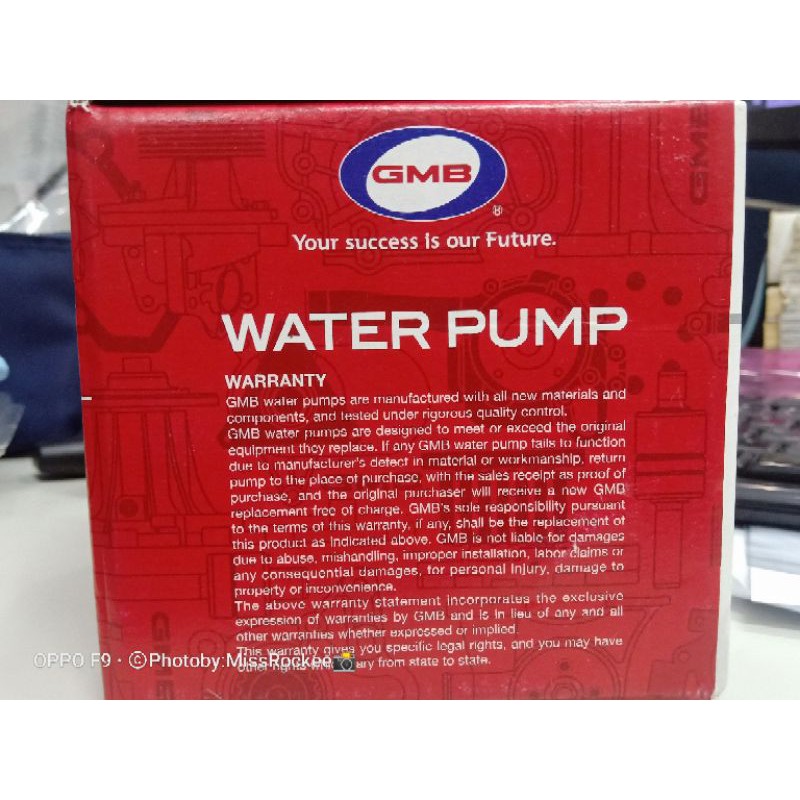 GMB
®
Your success is our Future.
GMB
WATER PUMP
WARRANTY
GMB water pumps are manufactured with all new materials and
components, and tested under rigorous quality control.
GMB water pumps are designed to meet or exceed the original
equipment they replace. If any GMB water pump fails to function
due to manufacturer's defect in material or workmanship, return
pump to the place of purchase, with the sales receipt as proof of
purchase, and the original purchaser will receive a new GMB
replacement free of charge. GMB's sole responsibility pursuant
to the terms of this warranty, if any, shall be the replacement of
this product as indicated above. GMB is not liable for damages
due to abuse, mishandling, improper installation, labor claims or
any consequential damages, for personal injury, damage to
property or inconvenience.
The above warranty statement incorporates the exclusive
expression of warranties by GMB and is in lieu of any and all
other warranties whether expressed or implied.
This warranty gives you specific legal rights, and you may have
other rights vary from state to state.
OPPO F9 · ©Photoby:MissRockee📸